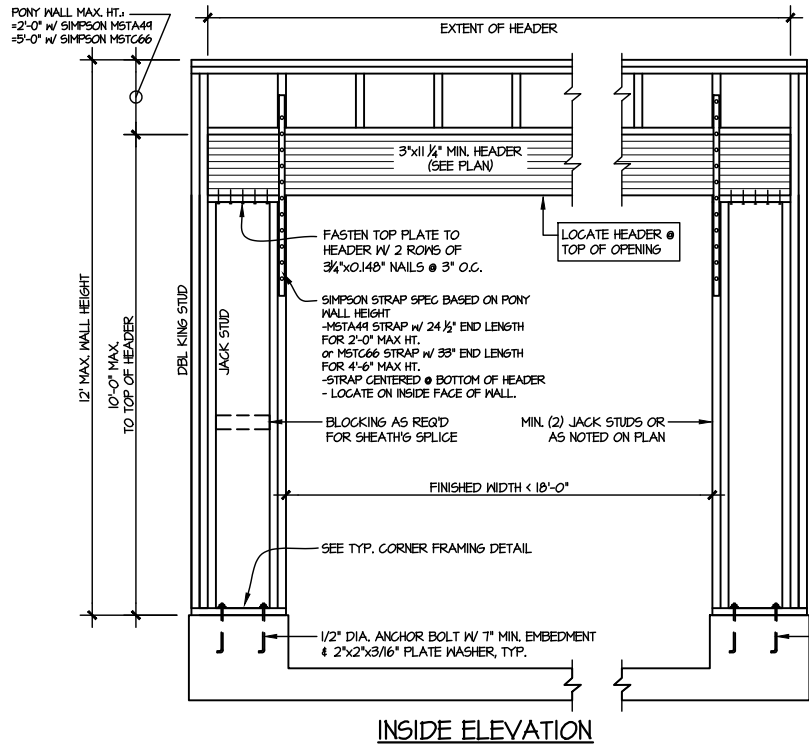 PONY WALL MAX. HT.:
=2'-0" W/ SIMPSON MSTA49
=5'-0" W/ SIMPSON MSTC66
EXTENT OF HEADER
3"x11 1/4" MIN. HEADER
(SEE PLAN)
FASTEN TOP PLATE TO
HEADER W/ 2 ROWS OF
3 1/4"x0.148" NAILS @ 3" O.C.
LOCATE HEADER @
TOP OF OPENING
SIMPSON STRAP SPEC BASED ON PONY
WALL HEIGHT
-MSTA49 STRAP W/ 24 1/2" END LENGTH
FOR 2'-0" MAX HT.
or MSTC66 STRAP W/ 33" END LENGTH
FOR 4'-6" MAX HT.
-STRAP CENTERED @ BOTTOM OF HEADER
- LOCATE ON INSIDE FACE OF WALL.
12' MAX. WALL HEIGHT
10'-0" MAX.
TO TOP OF HEADER
DBL KING STUD
JACK STUD
BLOCKING AS REQ'D
FOR SHEATH'G SPLICE
MIN. (2) JACK STUDS OR
AS NOTED ON PLAN
FINISHED WIDTH < 18'-0"
SEE TYP. CORNER FRAMING DETAIL
1/2" DIA. ANCHOR BOLT W/ 7" MIN. EMBEDMENT
& 2"x2"x3/16" PLATE WASHER, TYP.
INSIDE ELEVATION